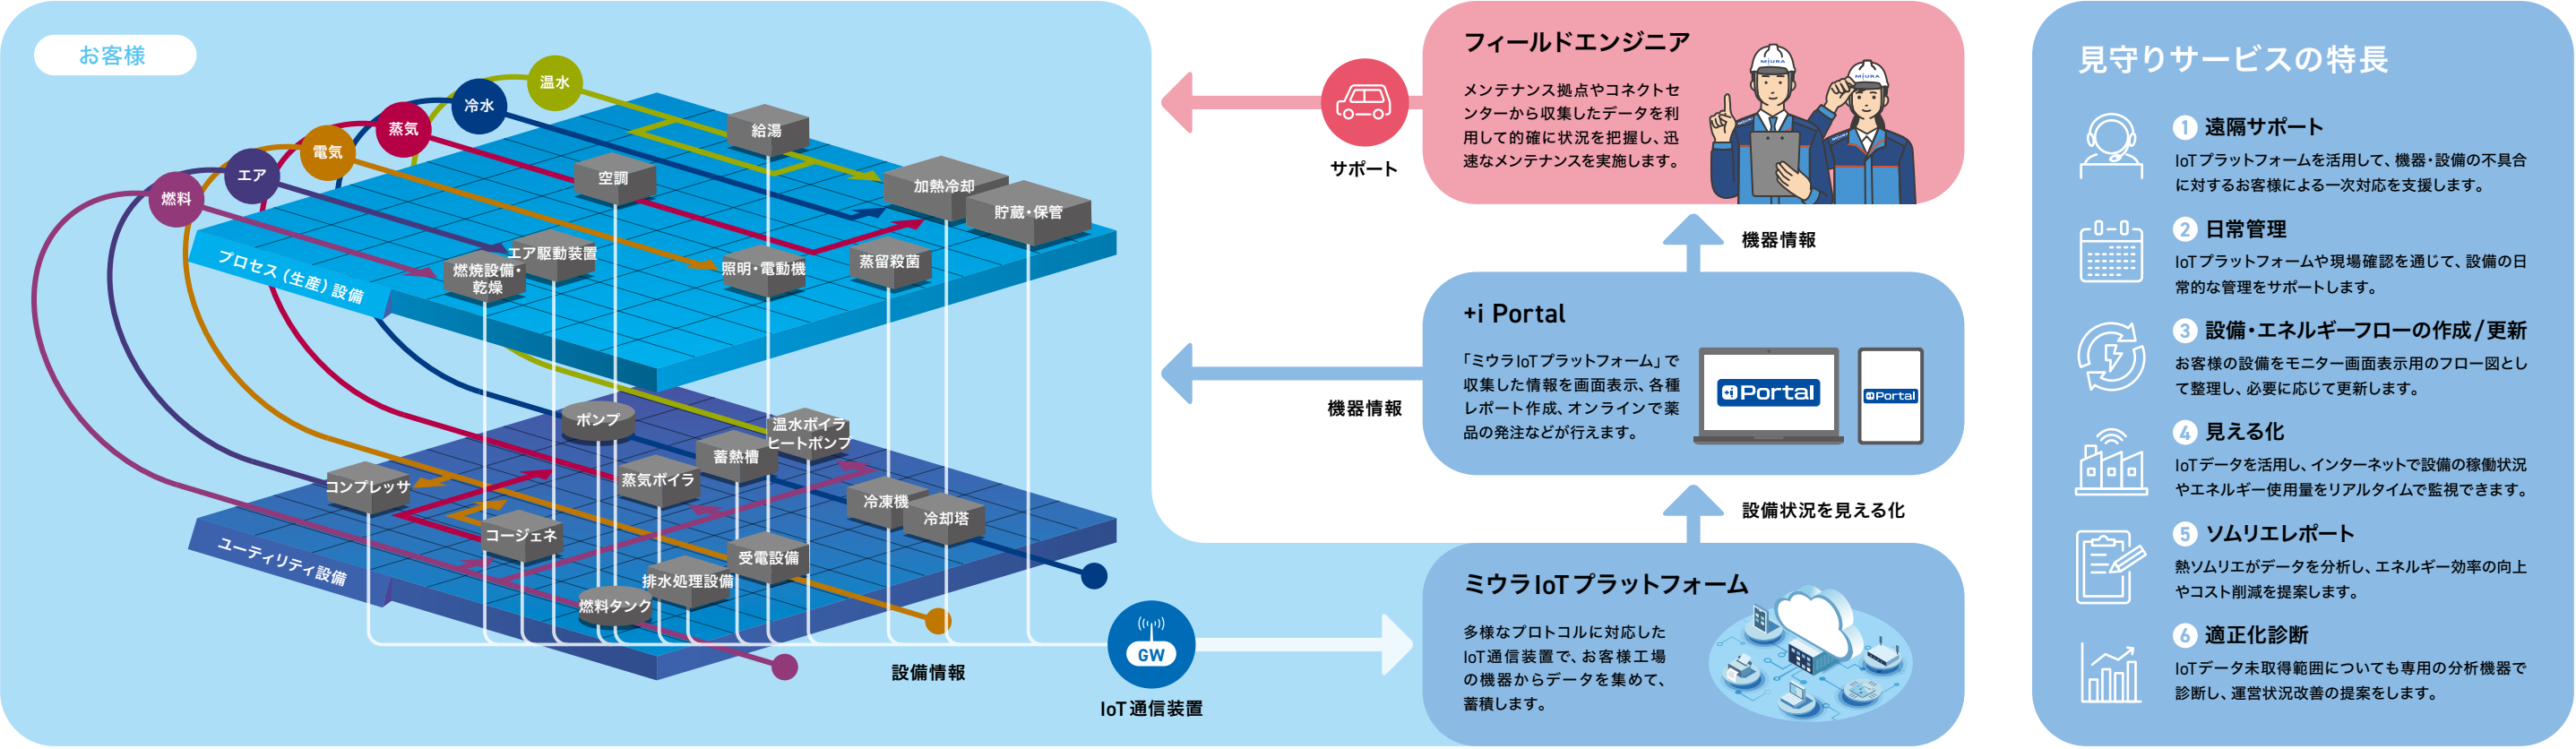 お客様
温水
冷水
蒸気
電気
エア
燃料
給湯
空調
加熱冷却
貯蔵・保管
エア駆動装置
燃焼設備・
乾燥
照明・電動機
蒸留殺菌
プロセス（生産）設備
ポンプ
温水ボイラ
ヒートポンプ
蓄熱槽
蒸気ボイラ
コンプレッサ
冷凍機
冷却塔
コージェネ
受電設備
排水処理設備
燃料タンク
ユーティリティ設備
設備情報
GW
IoT通信装置
サポート
機器情報
フィールドエンジニア
メンテナンス拠点やコネクトセ
ンターから収集したデータを利
用して的確に状況を把握し、迅
速なメンテナンスを実施します。
MIURA
MIURA
機器情報
+i Portal
「ミウラIoTプラットフォーム」で
収集した情報を画面表示、各種
レポート作成、オンラインで薬
品の発注などが行えます。
+i Portal
+i Portal
設備状況を見える化
ミウラIoTプラットフォーム
多様なプロトコルに対応した
IoT通信装置で、お客様工場
の機器からデータを集めて、
蓄積します。
見守りサービスの特長
1 遠隔サポート
IoTプラットフォームを活用して、機器・設備の不具合
に対するお客様による一次対応を支援します。
2 日常管理
IoTプラットフォームや現場確認を通じて、設備の日
常的な管理をサポートします。
3 設備・エネルギーフローの作成/更新
お客様の設備をモニター画面表示用のフロー図とし
て整理し、必要に応じて更新します。
4 見える化
IoTデータを活用し、インターネットで設備の稼働状況
やエネルギー使用量をリアルタイムで監視できます。
5 ソムリエレポート
熱ソムリエがデータを分析し、エネルギー効率の向上
やコスト削減を提案します。
6 適正化診断
IoTデータ未取得範囲についても専用の分析機器で
診断し、運営状況改善の提案をします。